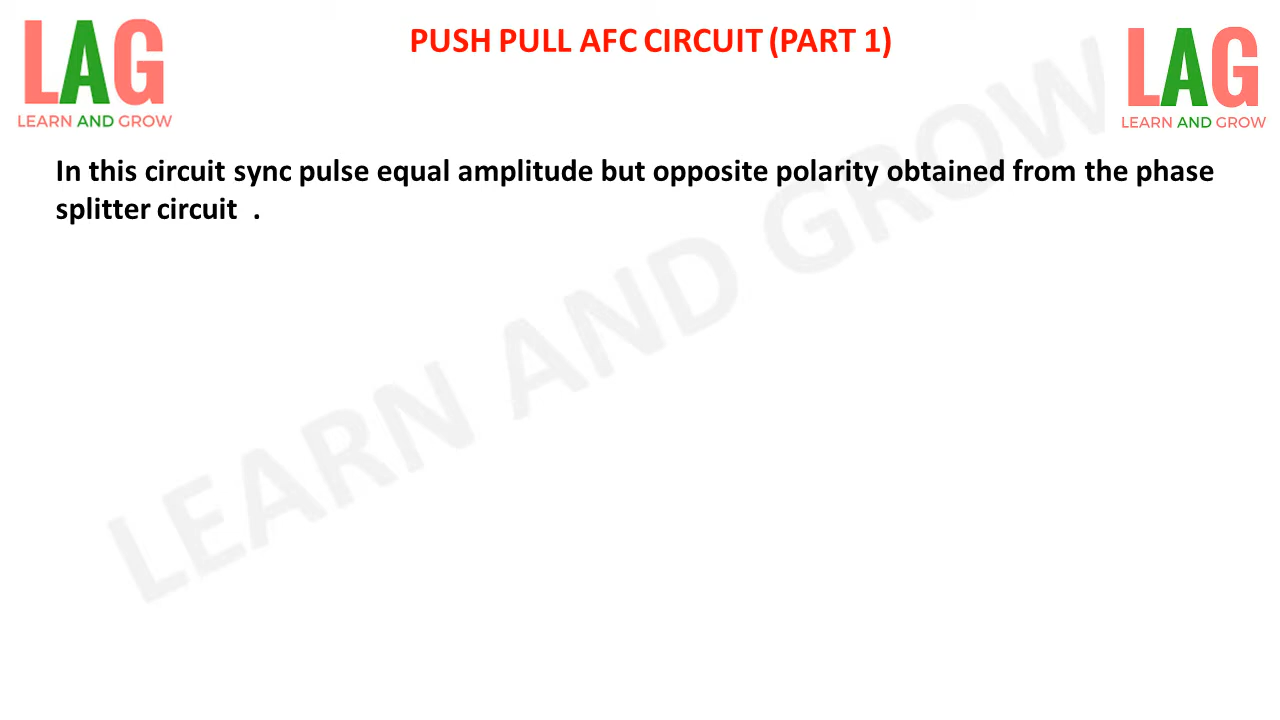 LAG
LEARN AND GROW
PUSH PULL AFC CIRCUIT (PART 1)
LAG
LEARN AND GROW
In this circuit sync pulse equal amplitude but opposite polarity obtained from the phase
splitter circuit .
LEARN AND GROW